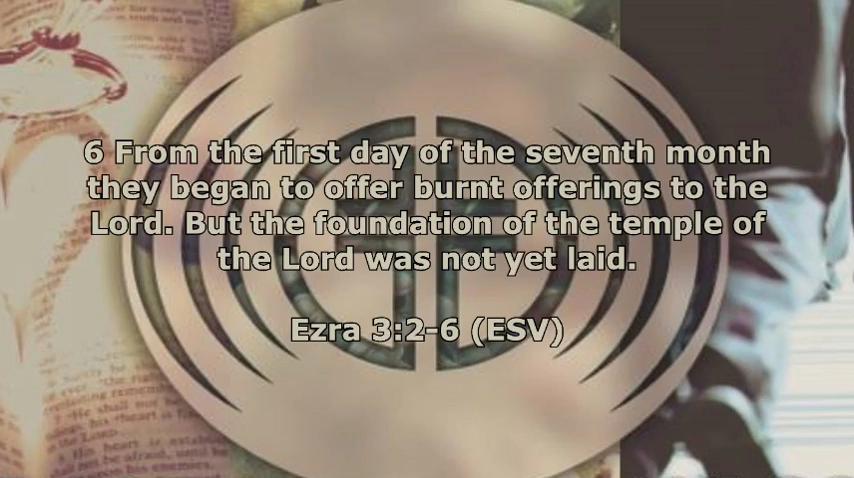 6 From the first day of the seventh month
they began to offer burnt offerings to the
Lord. But the foundation of the temple of
the Lord was not yet laid.
Ezra 3:2-6 (ESV)